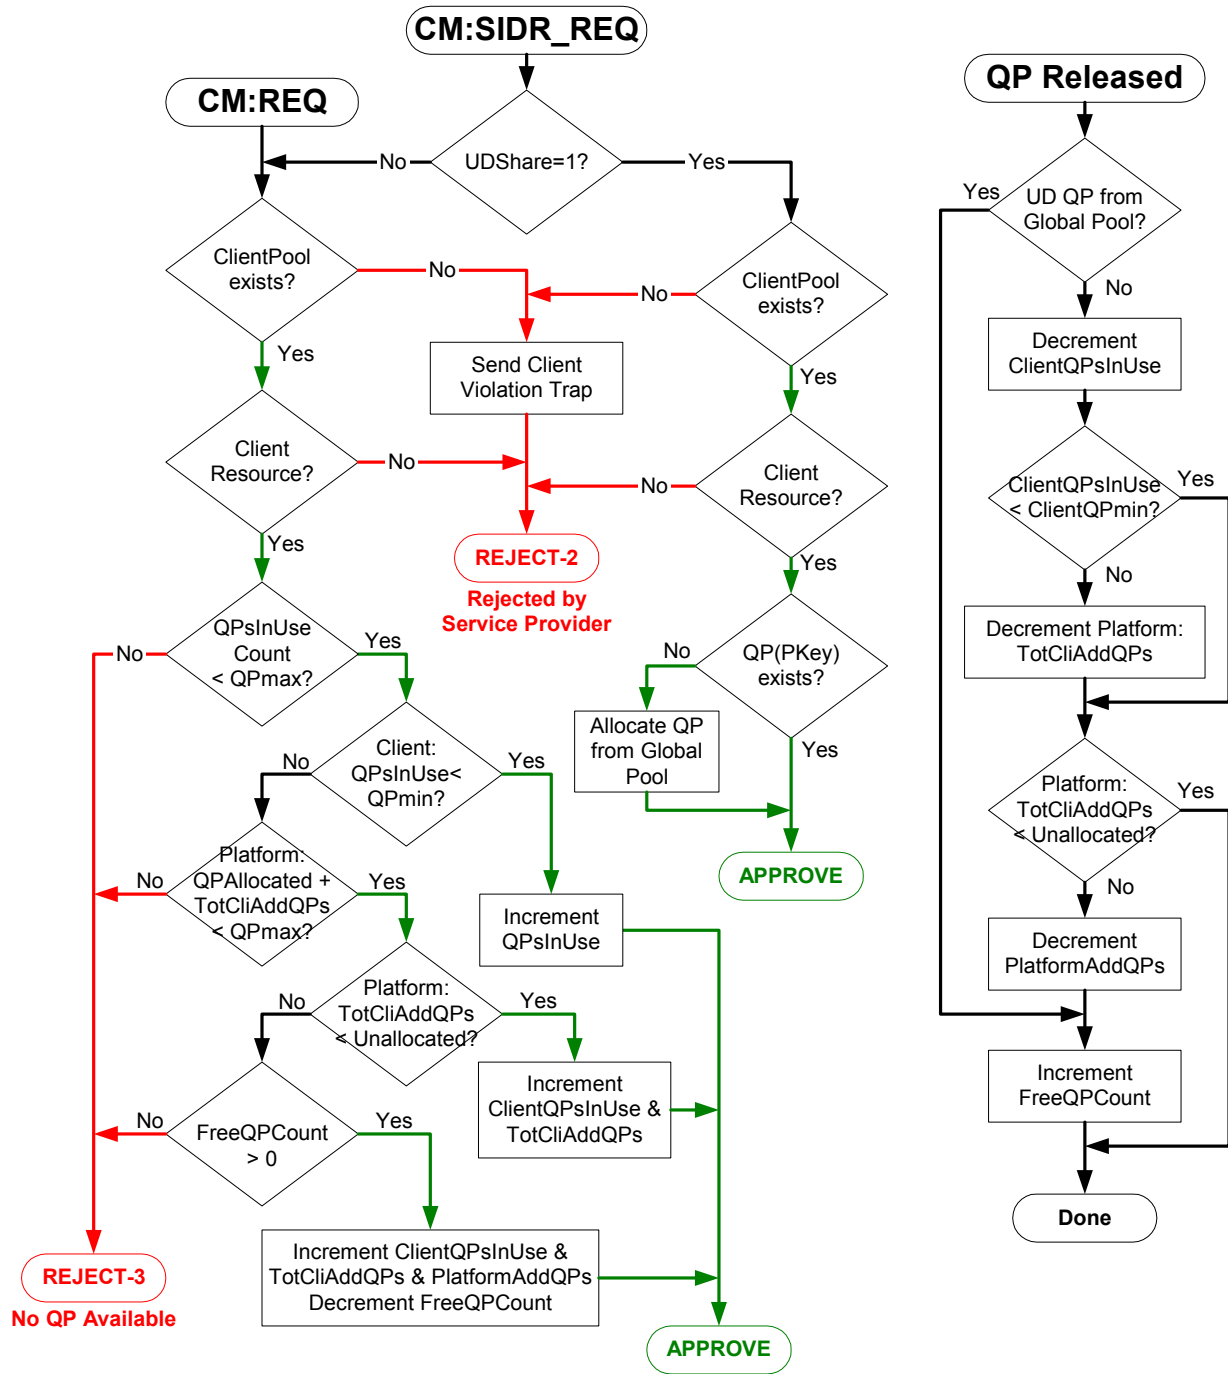 CM:SIDR_REQ
CM:REQ
QP Released
UDShare=1?
No
Yes
ClientPool
exists?
No
Yes
Send Client
Violation Trap
ClientPool
exists?
No
Yes
Client
Resource?
No
Yes
Client
Resource?
No
Yes
REJECT-2
Rejected by
Service Provider
QPsInUse
Count
< QPmax?
No
Yes
QP(PKey)
exists?
No
Yes
Allocate QP
from Global
Pool
APPROVE
Client:
QPsInUse<
QPmin?
No
Yes
Platform:
QPAllocated +
TotCliAddQPs
< QPmax?
No
Yes
Increment
QPsInUse
Platform:
TotCliAddQPs
< Unallocated?
No
Yes
Increment
ClientQPsInUse &
TotCliAddQPs
FreeQPCount
> 0
No
Yes
Increment ClientQPsInUse &
TotCliAddQPs & PlatformAddQPs
Decrement FreeQPCount
REJECT-3
No QP Available
APPROVE
UD QP from
Global Pool?
Yes
No
Decrement
ClientQPsInUse
ClientQPsInUse
< ClientQPmin?
Yes
No
Decrement Platform:
TotCliAddQPs
Platform:
TotCliAddQPs
< Unallocated?
Yes
No
Decrement
PlatformAddQPs
Increment
FreeQPCount
Done